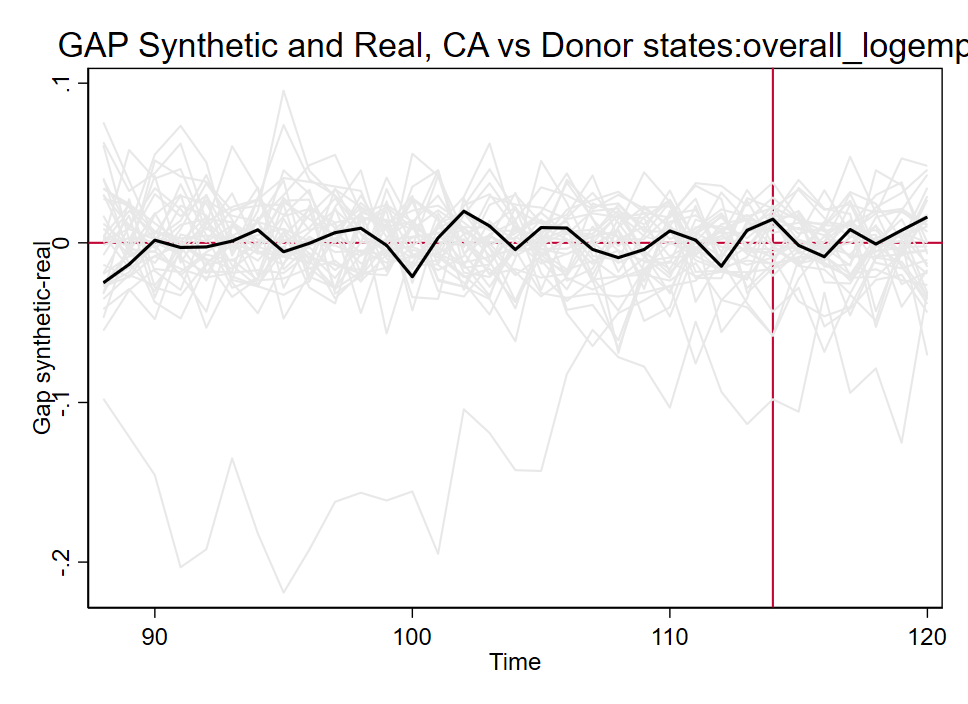 GAP Synthetic and Real, CA vs Donor states:overall_logemp
Gap synthetic-real
.1
0
-.1
-.2
90
100
110
120
Time